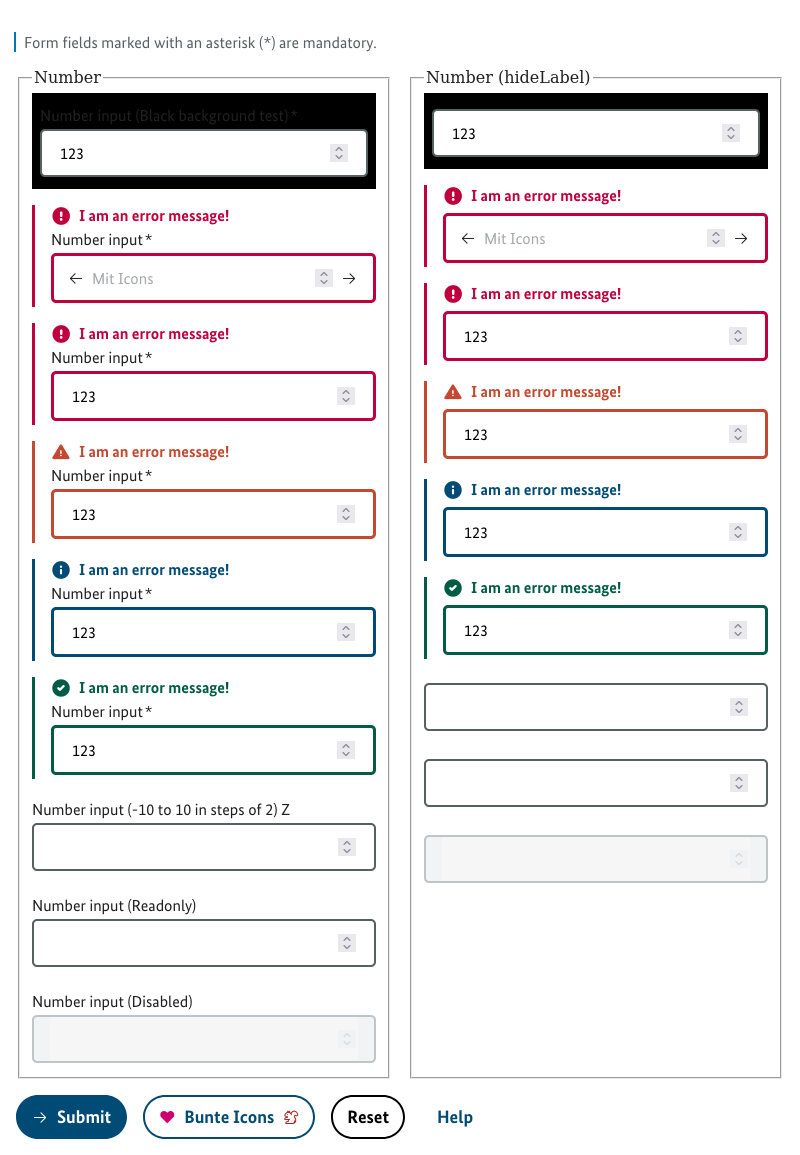 Form fields marked with an asterisk (*) are mandatory.
Number
Number input (Black background test)*
123
I am an error message!
Number input*
Mit Icons
I am an error message!
Number input*
123
I am an error message!
Number input*
123
I am an error message!
Number input*
123
I am an error message!
Number input*
123
Number input (-10 to 10 in steps of 2) Z
Number input (Readonly)
Number input (Disabled)
Number (hideLabel)
123
I am an error message!
Mit Icons
I am an error message!
123
I am an error message!
123
I am an error message!
123
I am an error message!
123
Submit
Bunte Icons
Reset
Help